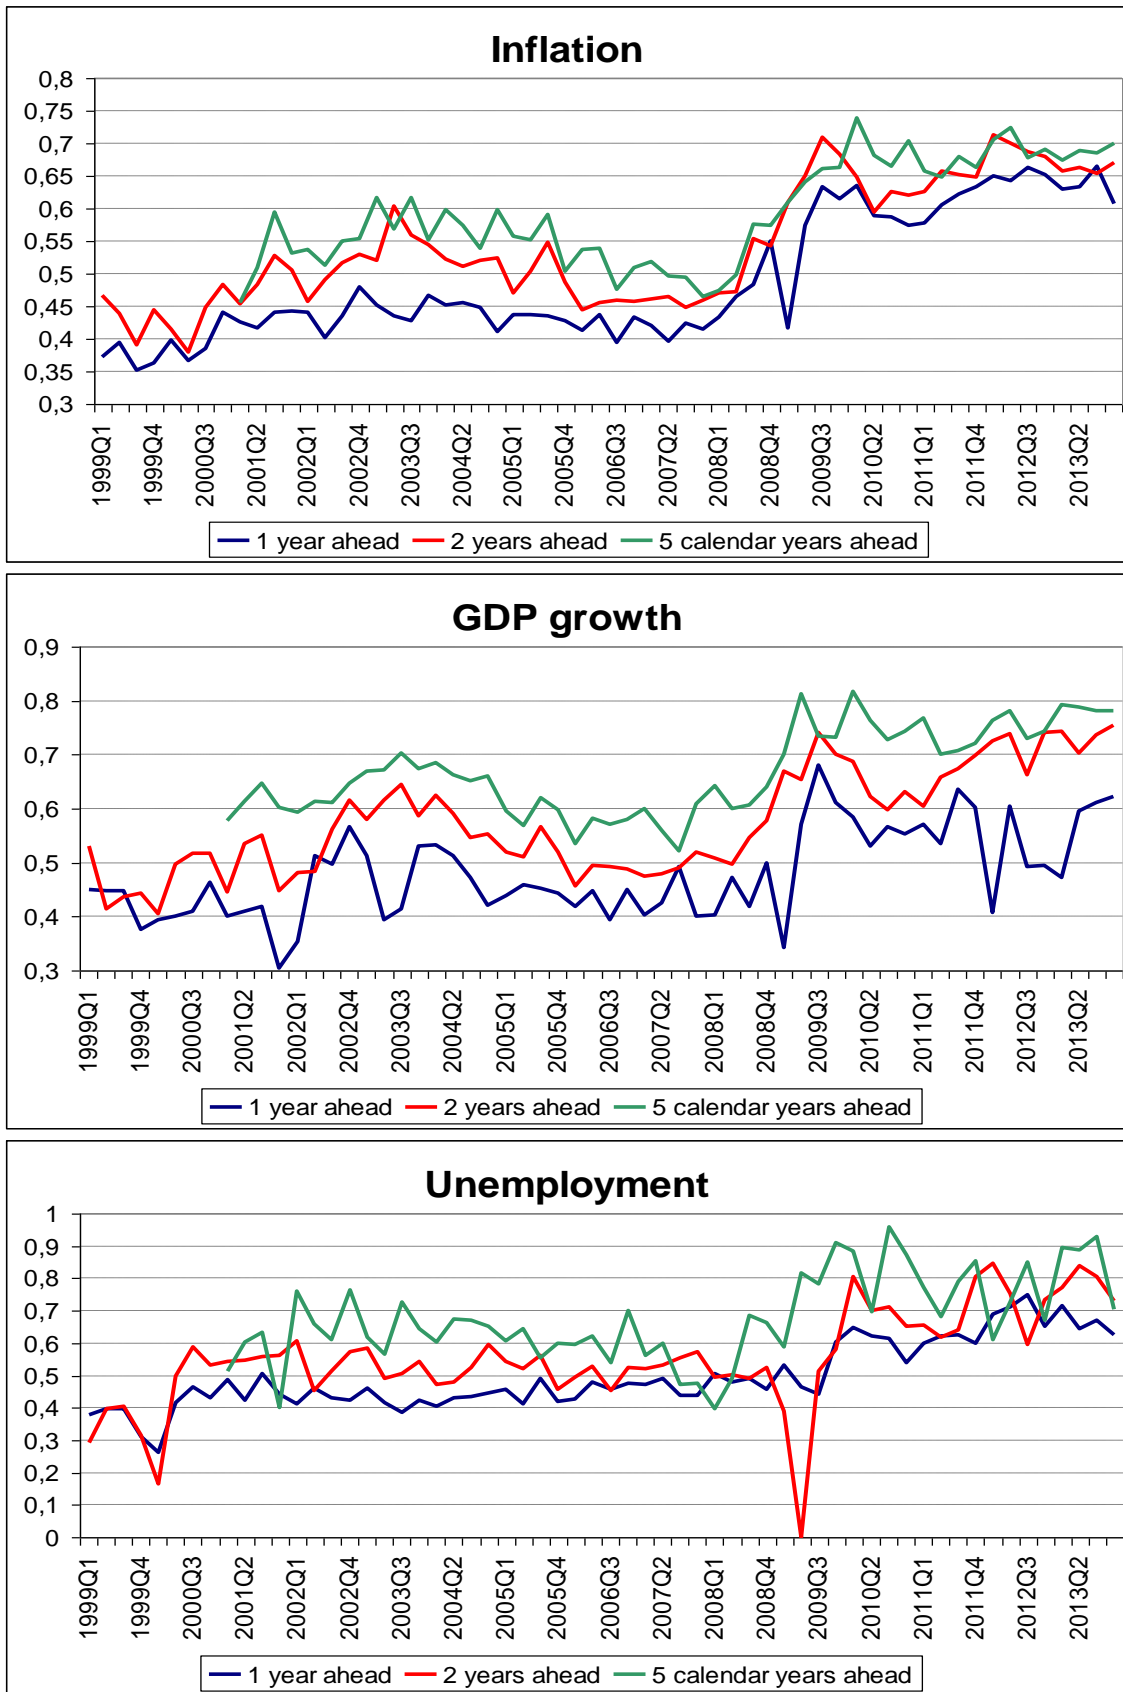 Inflation
0,8
0,75
0,7
0,65
0,6
0,55
0,5
0,45
0,4
0,35
0,3
1999Q1
1999Q4
2000Q3
2001Q2
2002Q1
2002Q4
2003Q3
2004Q2
2005Q1
2005Q4
2006Q3
2007Q2
2008Q1
2008Q4
2009Q3
2010Q2
2011Q1
2011Q4
2012Q3
2013Q2
1 year ahead 2 years ahead 5 calendar years ahead
GDP growth
0,9
0,8
0,7
0,6
0,5
0,4
0,3
1999Q1
1999Q4
2000Q3
2001Q2
2002Q1
2002Q4
2003Q3
2004Q2
2005Q1
2005Q4
2006Q3
2007Q2
2008Q1
2008Q4
2009Q3
2010Q2
2011Q1
2011Q4
2012Q3
2013Q2
1 year ahead 2 years ahead 5 calendar years ahead
Unemployment
1
0,9
0,8
0,7
0,6
0,5
0,4
0,3
0,2
0,1
0
1999Q1
1999Q4
2000Q3
2001Q2
2002Q1
2002Q4
2003Q3
2004Q2
2005Q1
2005Q4
2006Q3
2007Q2
2008Q1
2008Q4
2009Q3
2010Q2
2011Q1
2011Q4
2012Q3
2013Q2
1 year ahead 2 years ahead 5 calendar years ahead